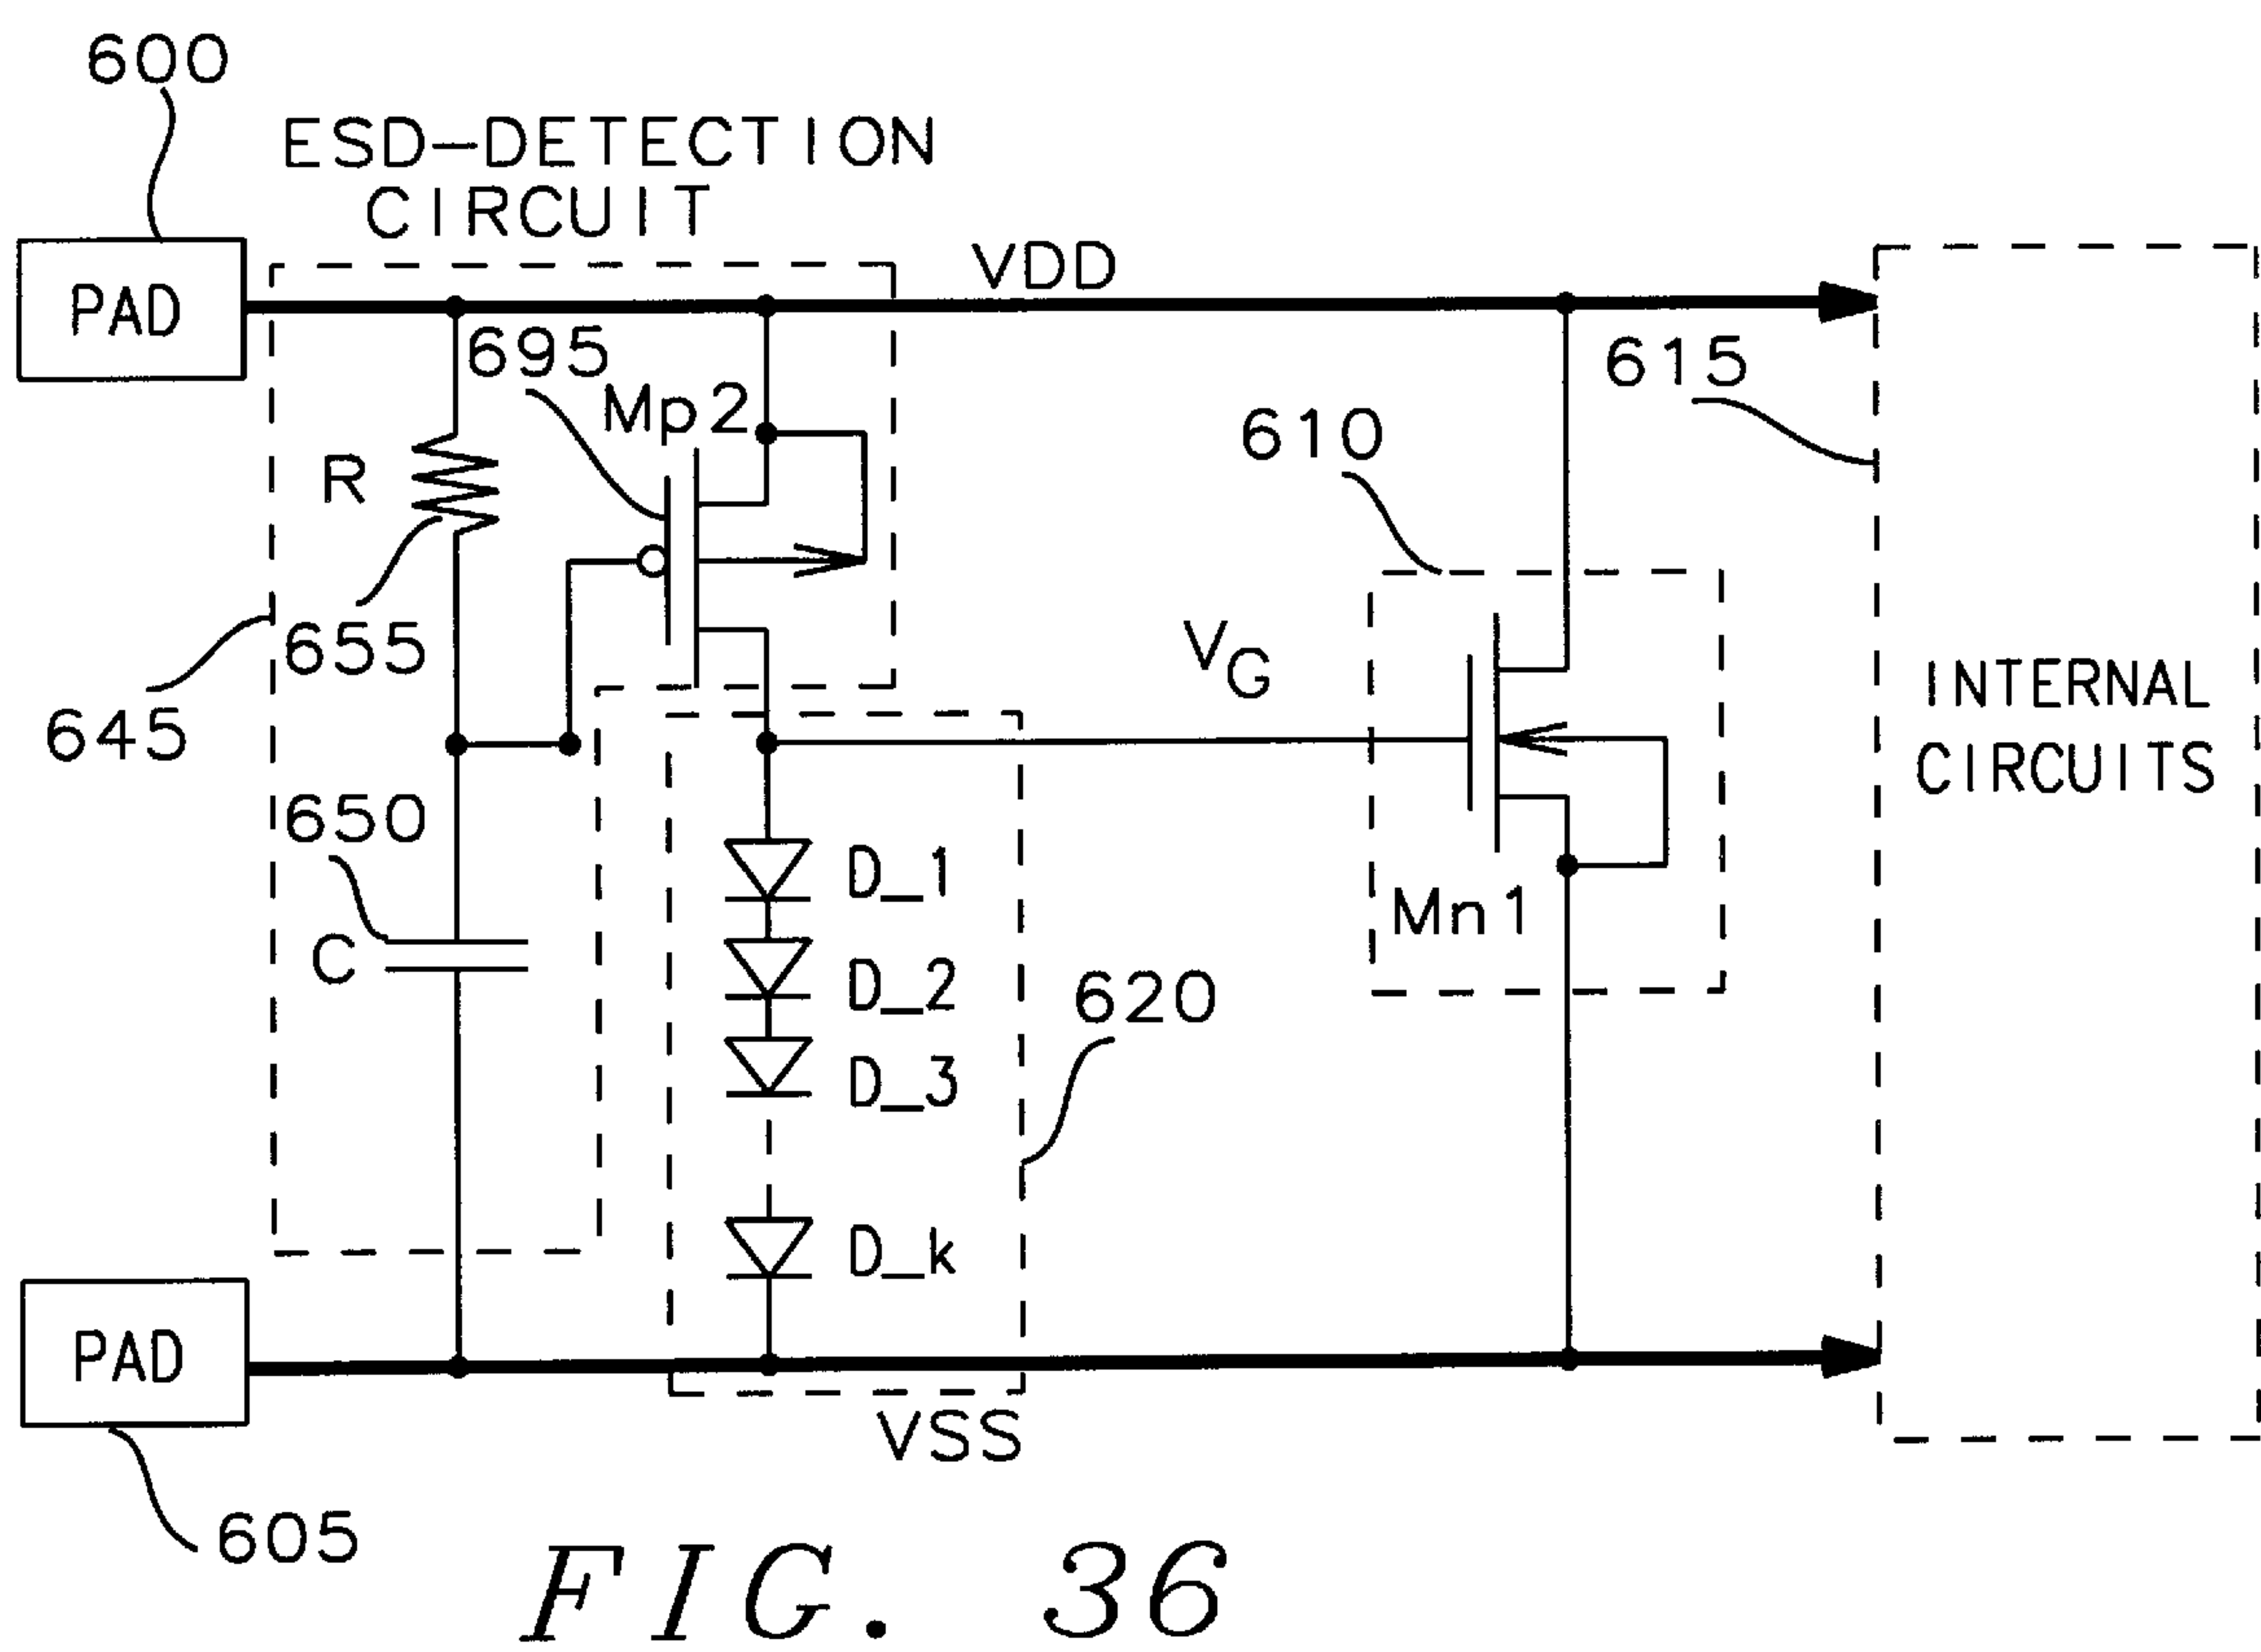 600
ESD-DETECTION
CIRCUIT
VDD
PAD
695
Mp2
615
610
R
655
VG
645
INTERNAL
CIRCUITS
650
D_1
Mn1
C
D_2
620
D_3
D_k
PAD
VSS
605
FIG. 36